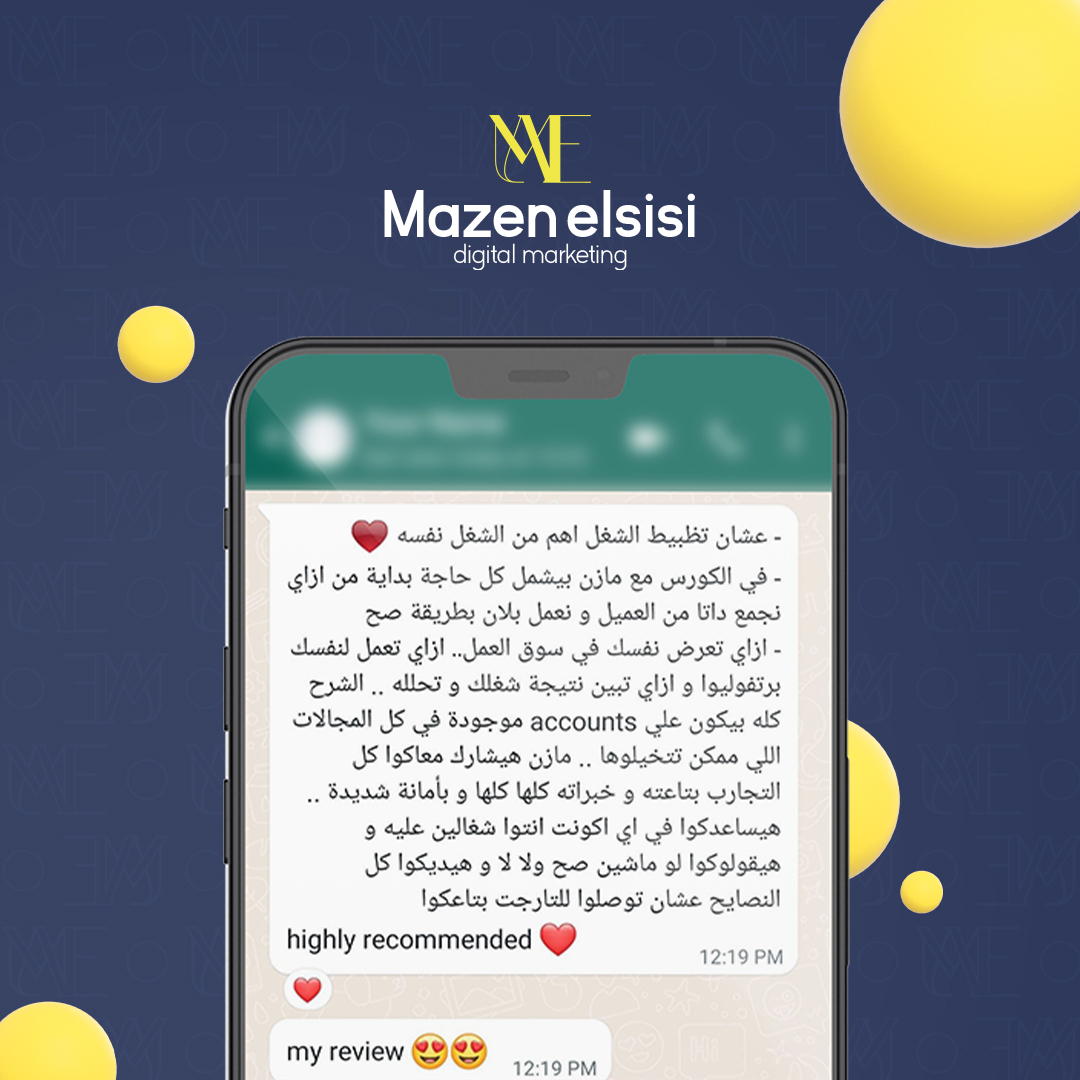 ME
Mazen elsisi
digital marketing
- عشان تظبيط الشغل اهم من الشغل نفسه ❤️
- في الكورس مع مازن بيشمل كل حاجة بداية من ازاي
نجمع داتا من العميل و نعمل بلان بطريقة صح
- ازاي تعرض نفسك في سوق العمل.. ازاي تعمل لنفسك
برتفوليوا و ازاي تبين نتيجة شغلك و تحلله .. الشرح
كله بيكون علي accounts موجودة في كل المجالات
اللي ممكن تتخيلوها .. مازن هيشارك معاكوا كل
التجارب بتاعته و خبراته كلها كلها و بأمانة شديدة ..
هيساعدكوا في اي اكونت انتوا شغالين عليه و
هيقولوكوا لو ماشين صح ولا لا و هيديكوا كل
النصايح عشان توصلوا للتارجت بتاعكوا
highly recommended ❤️
12:19 PM
❤️
my review 😍😍
12:19 PM